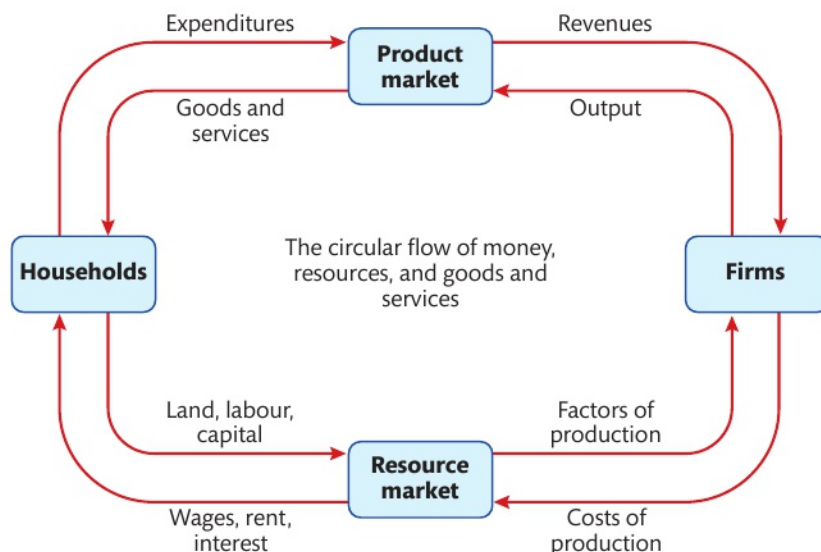 Expenditures
Product
market
Revenues
Goods and
services
Output
Households
The circular flow of money,
resources, and goods and
services
Firms
Land, labour,
capital
Resource
market
Factors of
production
Wages, rent,
interest
Costs of
production